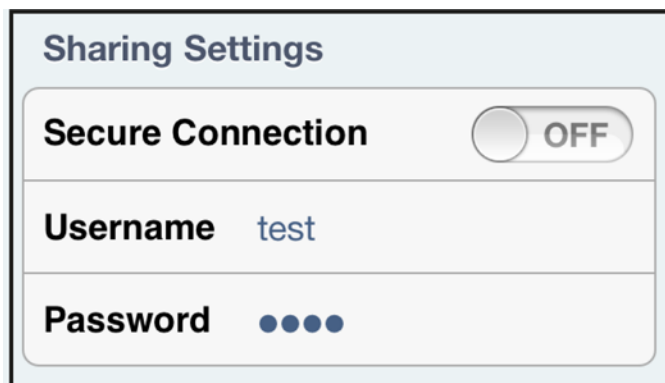 Sharing Settings
Secure Connection OFF
Username test
Password ●●●●